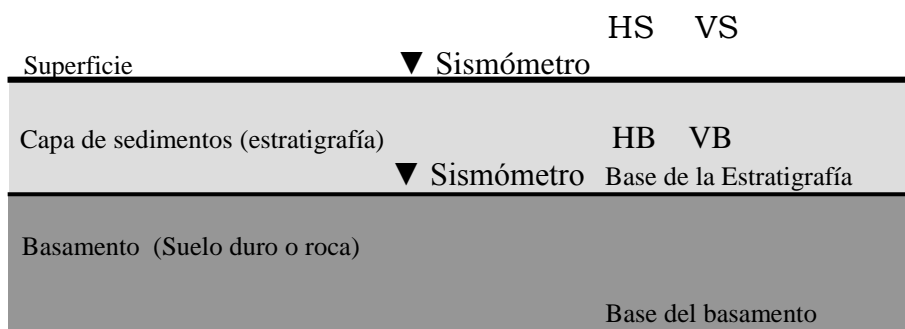 HS VS
Superficie ▼ Sismómetro
Capa de sedimentos (estratigrafía) HB VB
▼ Sismómetro Base de la Estratigrafía
Basamento (Suelo duro o roca)
Base del basamento